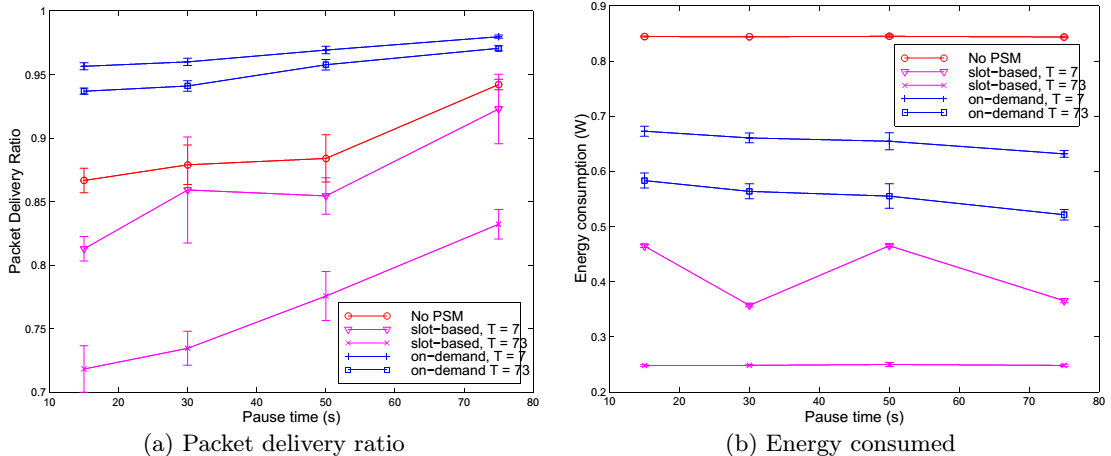 1
0.95
0.9
0.85
0.8
0.75
0.7
Packet Delivery Ratio
10 20 30 40 50 60 70 80
Pause time (s)
No PSM
slot-based, T = 7
slot-based, T = 73
on-demand, T = 7
on-demand T = 73
(a) Packet delivery ratio
0.9
0.8
0.7
0.6
0.5
0.4
0.3
0.2
Energy consumption (W)
10 20 30 40 50 60 70 80
Pause time (s)
No PSM
slot-based, T = 7
slot-based, T = 73
on-demand, T = 7
on-demand T = 73
(b) Energy consumed